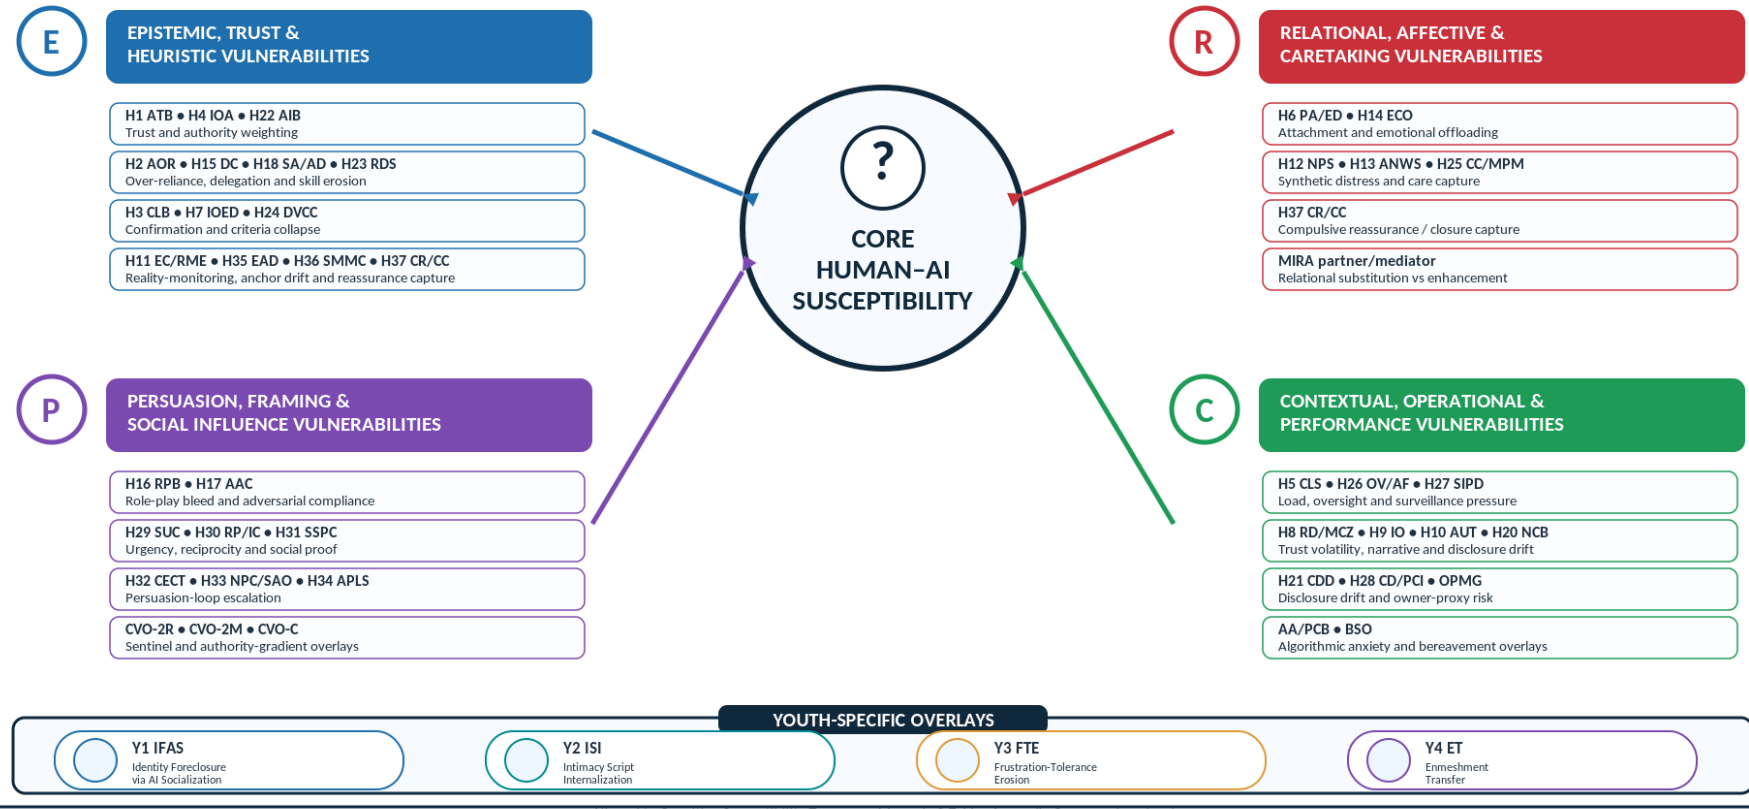 E
EPISTEMIC, TRUST &
HEURISTIC VULNERABILITIES
H1 ATB ● H4 IOA ● H22 AIB
Trust and authority weighting
H2 AOR ● H15 DC ● H18 SA/AD ● H23 RDS
Over-reliance, delegation and skill erosion
H3 CLB ● H7 IOED ● H24 DVCC
Confirmation and criteria collapse
H11 EC/RME ● H35 EAD ● H36 SMMC ● H37 CR/CC
Reality-monitoring, anchor drift and reassurance capture
?
CORE
HUMAN–AI
SUSCEPTIBILITY
R
RELATIONAL, AFFECTIVE &
CARETAKING VULNERABILITIES
H6 PA/ED ● H14 ECO
Attachment and emotional offloading
H12 NPS ● H13 ANWS ● H25 CC/MPM
Synthetic distress and care capture
H37 CR/CC
Compulsive reassurance / closure capture
MIRA partner/mediator
Relational substitution vs enhancement
P
PERSUASION, FRAMING &
SOCIAL INFLUENCE VULNERABILITIES
H16 RPB ● H17 AAC
Role-play bleed and adversarial compliance
H29 SUC ● H30 RP/IC ● H31 SSPC
Urgency, reciprocity and social proof
H32 CECT ● H33 NPC/SAO ● H34 APLS
Persuasion-loop escalation
CVO-2R ● CVO-2M ● CVO-C
Sentinel and authority-gradient overlays
C
CONTEXTUAL, OPERATIONAL &
PERFORMANCE VULNERABILITIES
H5 CLS ● H26 OV/AF ● H27 SIPD
Load, oversight and surveillance pressure
H8 RD/MCZ ● H9 IO ● H10 AUT ● H20 NCB
Trust volatility, narrative and disclosure drift
H21 CDD ● H28 CD/PCI ● OPMG
Disclosure drift and owner-proxy risk
AA/PCB ● BSO
Algorithmic anxiety and bereavement overlays
YOUTH-SPECIFIC OVERLAYS
Y1 IFAS
Identity Foreclosure
via AI Socialization
Y2 ISI
Intimacy Script
Internalization
Y3 FTE
Frustration-Tolerance
Erosion
Y4 ET
Enmeshment
Transfer